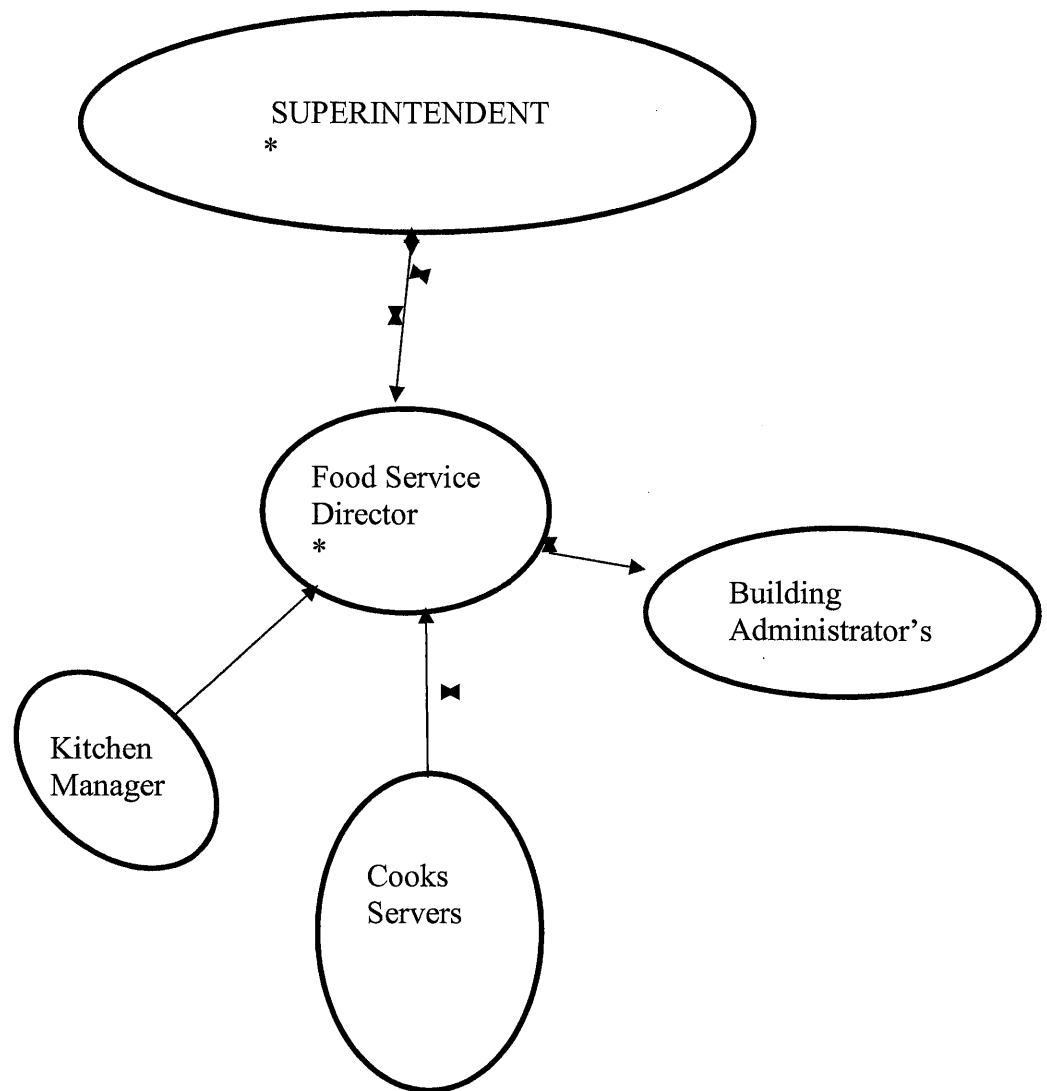 SUPERINTENDENT
*
Food Service
Director
*
Building
Administrator's
Kitchen
Manager
Cooks
Servers